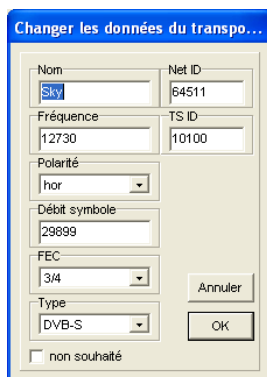 Changer les données du transpo...
Nom
Net ID
Sky
64511
Fréquence
TS ID
12730
10100
Polarité
hor
Débit symbole
29899
FEC
3/4
Annuler
Type
DVB-S
OK
non souhaité